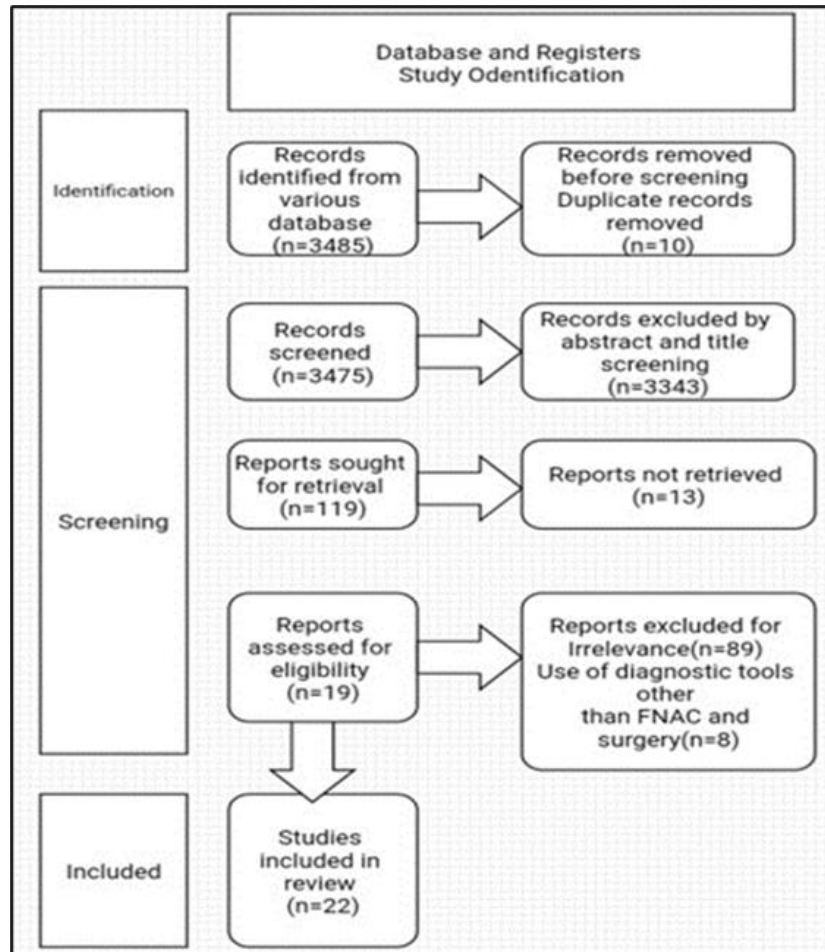 Database and Registers
Study Odentification
Identification
Records
identified from
various
database
(n=3485)
Records removed
before screening
Duplicate records
removed
(n=10)
Screening
Records
screened
(n=3475)
Records excluded by
abstract and title
screening
(n=3343)
Reports sought
for retrieval
(n=119)
Reports not retrieved
(n=13)
Reports
assessed for
eligibility
(n=19)
Reports excluded for
Irrelevance(n=89)
Use of diagnostic tools
other
than FNAC and
surgery(n=8)
Included
Studies
included in
review
(n=22)